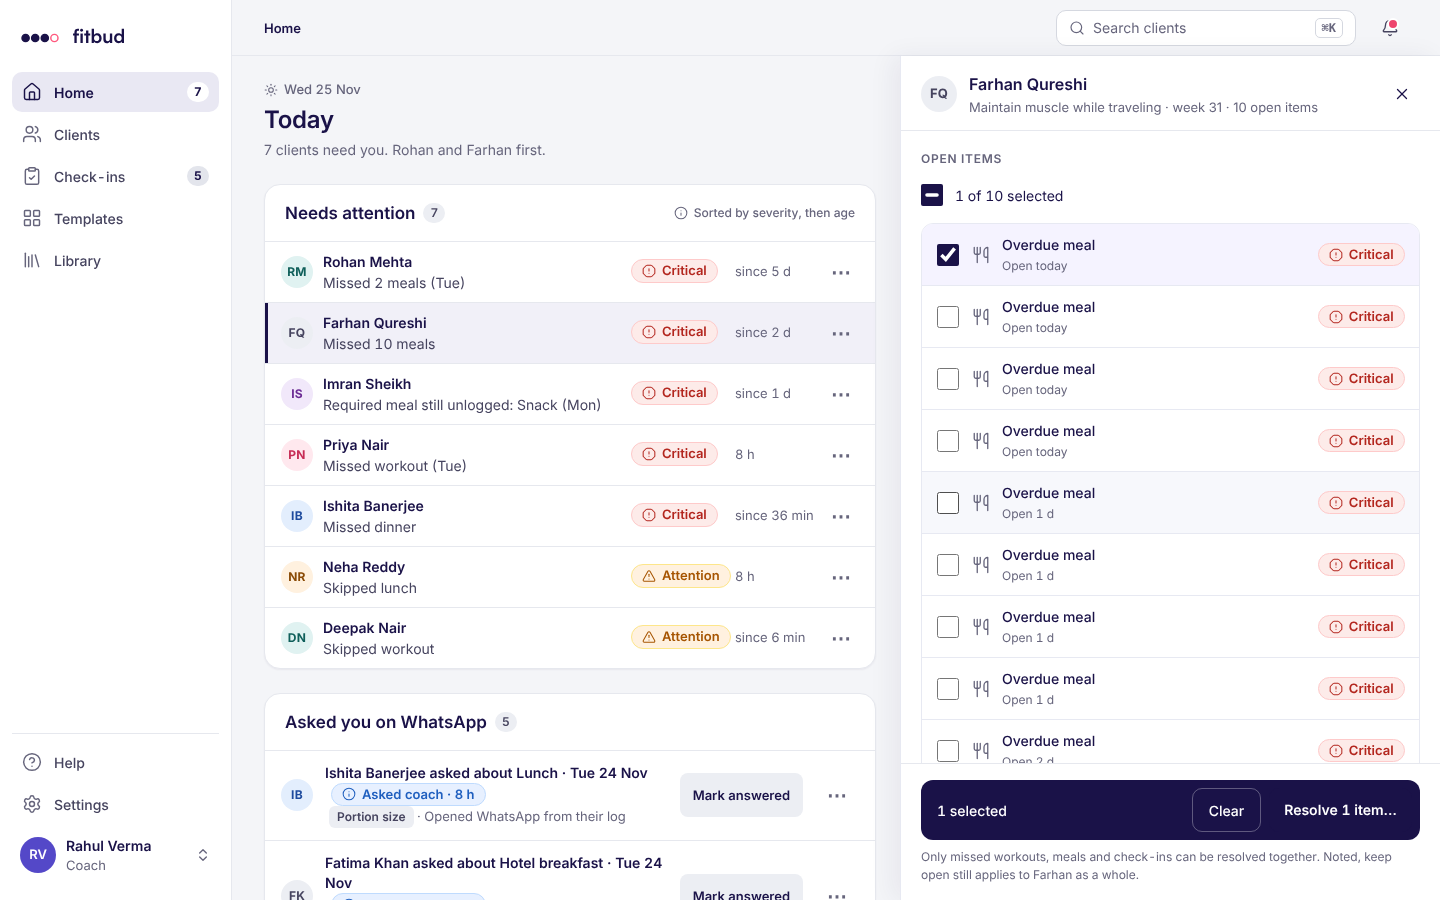 fitbud
Home 7
Clients
Check-ins 5
Templates
Library
Help
Settings
RV
Rahul Verma
Coach
Home
Search clients
⌘K
Wed 25 Nov
Today
7 clients need you. Rohan and Farhan first.
Needs attention 7
Sorted by severity, then age
RM
Rohan Mehta
Missed 2 meals (Tue)
Critical
since 5 d
FQ
Farhan Qureshi
Missed 10 meals
Critical
since 2 d
IS
Imran Sheikh
Required meal still unlogged: Snack (Mon)
Critical
since 1 d
PN
Priya Nair
Missed workout (Tue)
Critical
8 h
IB
Ishita Banerjee
Missed dinner
Critical
since 36 min
NR
Neha Reddy
Skipped lunch
Attention
8 h
DN
Deepak Nair
Skipped workout
Attention
since 6 min
Asked you on WhatsApp 5
IB
Ishita Banerjee asked about Lunch · Tue 24 Nov
Asked coach · 8 h
Portion size · Opened WhatsApp from their log
Mark answered
FK
Fatima Khan asked about Hotel breakfast · Tue 24
Nov
Mark answered
FQ
Farhan Qureshi
Maintain muscle while traveling · week 31 · 10 open items
OPEN ITEMS
1 of 10 selected
Overdue meal
Open today
Critical
Overdue meal
Open today
Critical
Overdue meal
Open today
Critical
Overdue meal
Open today
Critical
Overdue meal
Open 1 d
Critical
Overdue meal
Open 1 d
Critical
Overdue meal
Open 1 d
Critical
Overdue meal
Open 1 d
Critical
Overdue meal
Open 2 d
Critical
1 selected
Clear
Resolve 1 item...
Only missed workouts, meals and check-ins can be resolved together. Noted, keep
open still applies to Farhan as a whole.